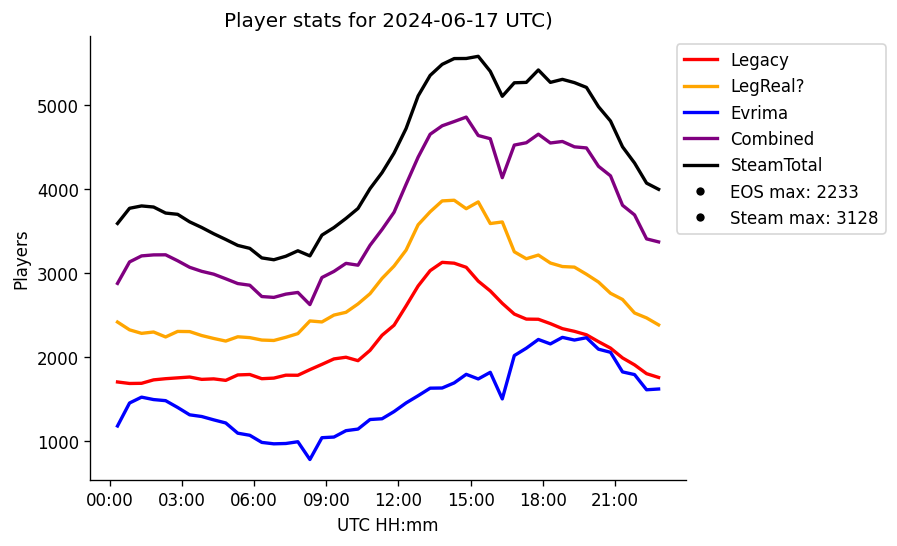 Player stats for 2024-06-17 UTC)
Legacy
LegReal?
Evrima
Combined
SteamTotal
EOS max: 2233
Steam max: 3128
Players
5000
4000
3000
2000
1000
00:00 03:00 06:00 09:00 12:00 15:00 18:00 21:00
UTC HH:mm